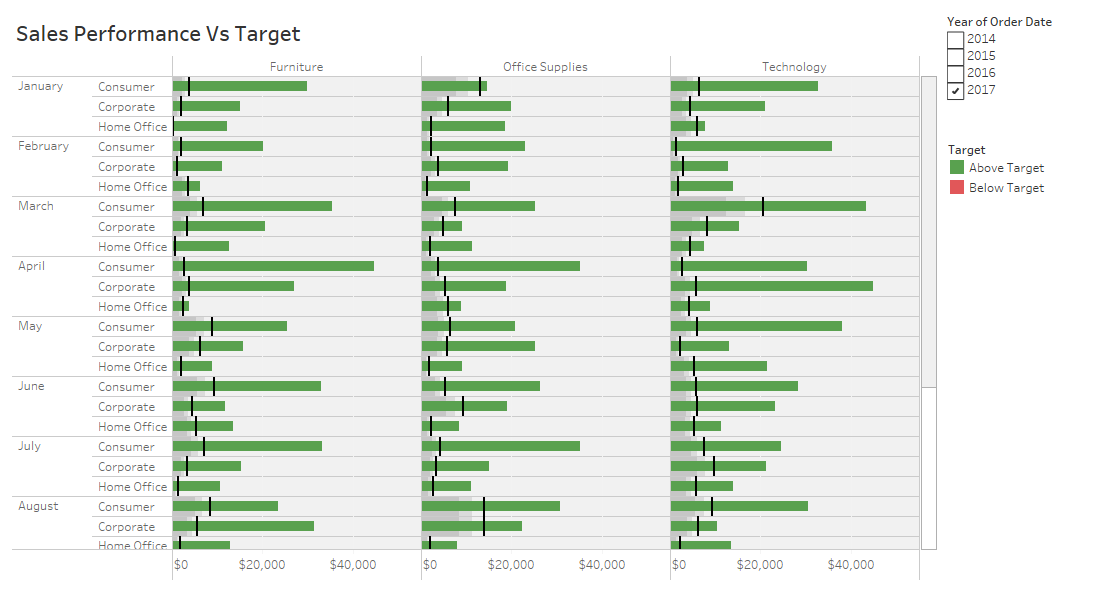 Sales Performance Vs Target
Year of Order Date
2014
2015
2016
2017
Target
Above Target
Below Target
Furniture Office Supplies Technology
January Consumer
Corporate
Home Office
February Consumer
Corporate
Home Office
March Consumer
Corporate
Home Office
April Consumer
Corporate
Home Office
May Consumer
Corporate
Home Office
June Consumer
Corporate
Home Office
July Consumer
Corporate
Home Office
August Consumer
Corporate
Home Office
$0 $20,000 $40,000 $0 $20,000 $40,000 $0 $20,000 $40,000